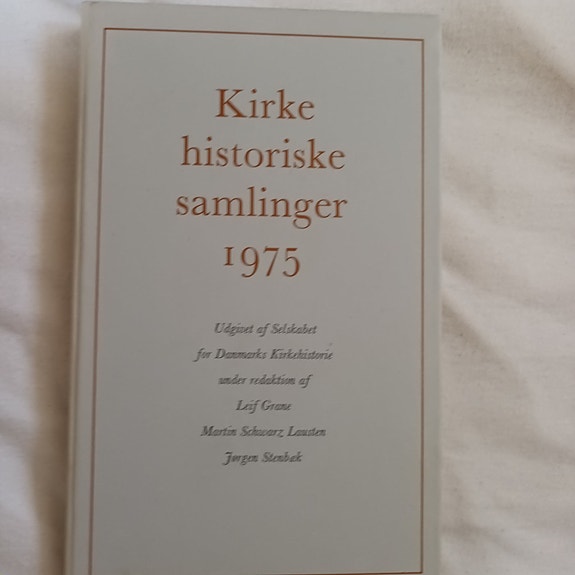 Kirke
historiske
samlinger
1975
Udgivet af Selskabet
for Danmarks Kirkehistorie
under redaktion af
Leif Grane
Martin Schwarz Lausten
Jørgen Stenbæk